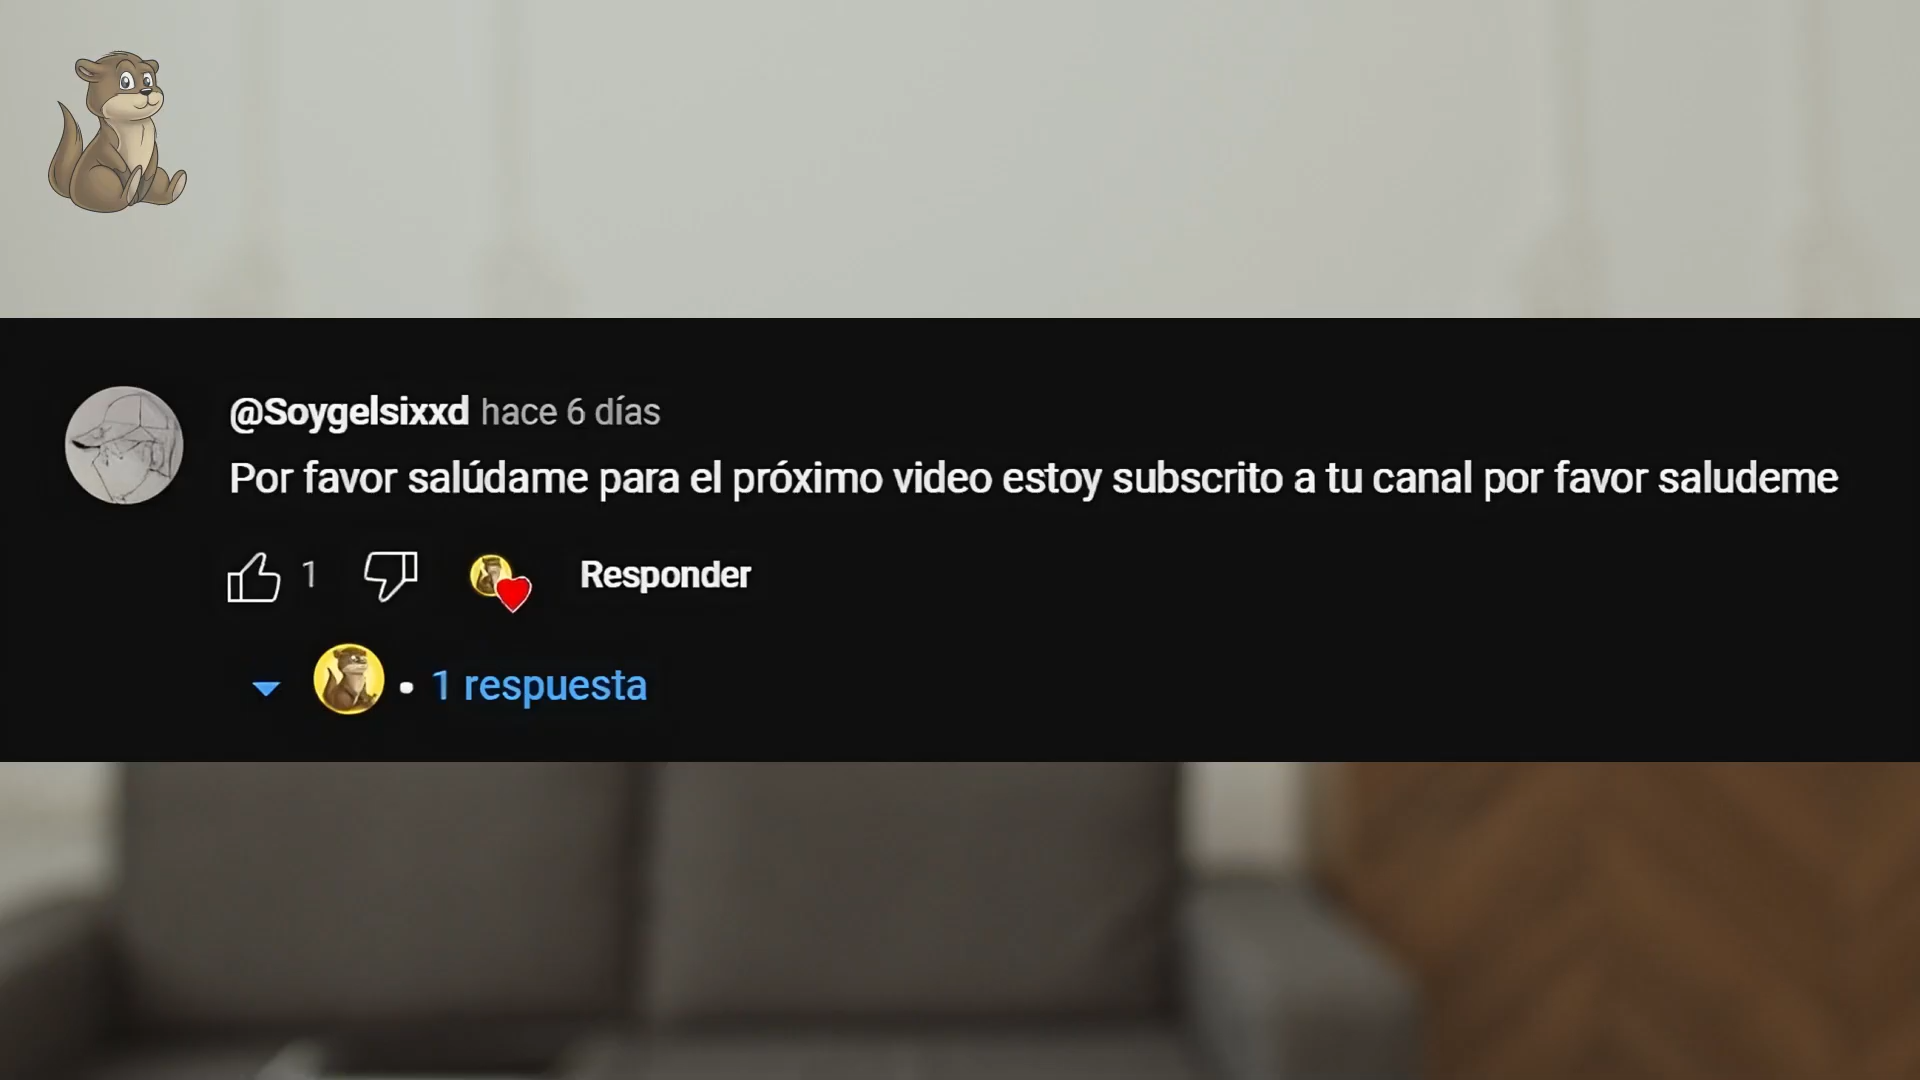 @Soygelsixxd hace 6 días
Por favor salúdame para el próximo video estoy subscrito a tu canal por favor saludeme
1 Responder
1 respuesta